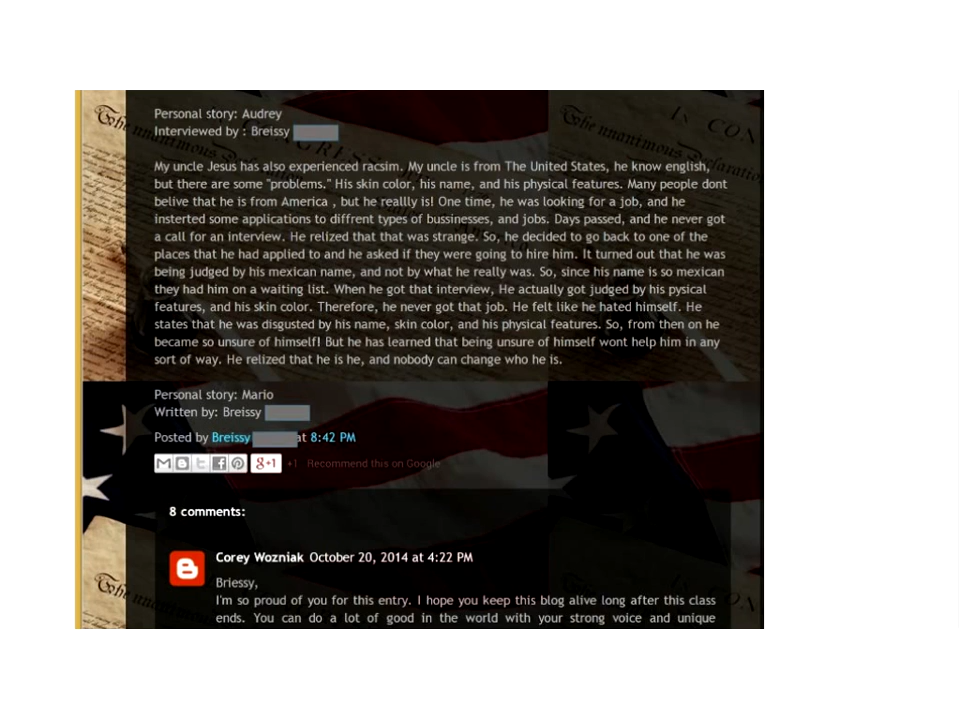 Personal story: Audrey
Interviewed by : Breissy
My uncle Jesus has also experienced racsim. My uncle is from The United States, he know english,
but there are some "problems." His skin color, his name, and his physical features. Many people dont
belive that he is from America , but he reallly is! One time, he was looking for a job, and he
insterted some applications to diffrent types of bussinesses, and jobs. Days passed, and he never got
a call for an interview. He relized that that was strange. So, he decided to go back to one of the
places that he had applied to and he asked if they were going to hire him. It turned out that he was
being judged by his mexican name, and not by what he really was. So, since his name is so mexican
they had him on a waiting list. When he got that interview, He actually got judged by his pysical
features, and his skin color. Therefore, he never got that job. He felt like he hated himself. He
states that he was disgusted by his name, skin color, and his physical features. So, from then on he
became so unsure of himself! But he has learned that being unsure of himself wont help him in any
sort of way. He relized that he is he, and nobody can change who he is.
Personal story: Mario
Written by: Breissy
Posted by Breissy at 8:42 PM
g+1 +1 Recommend this on Google
8 comments:
Corey Wozniak October 20, 2014 at 4:22 PM
Briessy,
I'm so proud of you for this entry. I hope you keep this blog alive long after this class
ends. You can do a lot of good in the world with your strong voice and unique